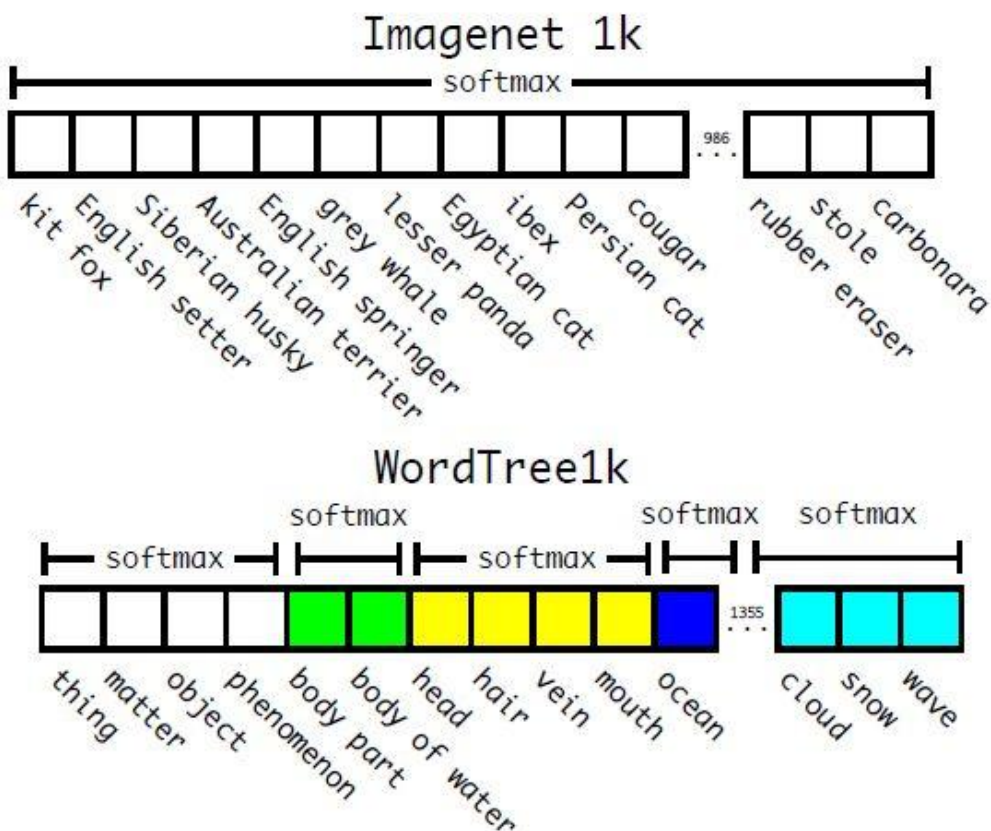 Imagenet 1k
softmax
986
...
kit fox
English setter
Siberian husky
Australian terrier
English springer
grey whale
lesser panda
Egyptian cat
ibex
Persian cat
cougar
rubber eraser
stole
carbonara
WordTree1k
softmax
softmax
softmax
softmax
softmax
1355
...
thing
matter
object
phenomenon
body part
body of water
head
hair
vein
mouth
ocean
cloud
snow
wave